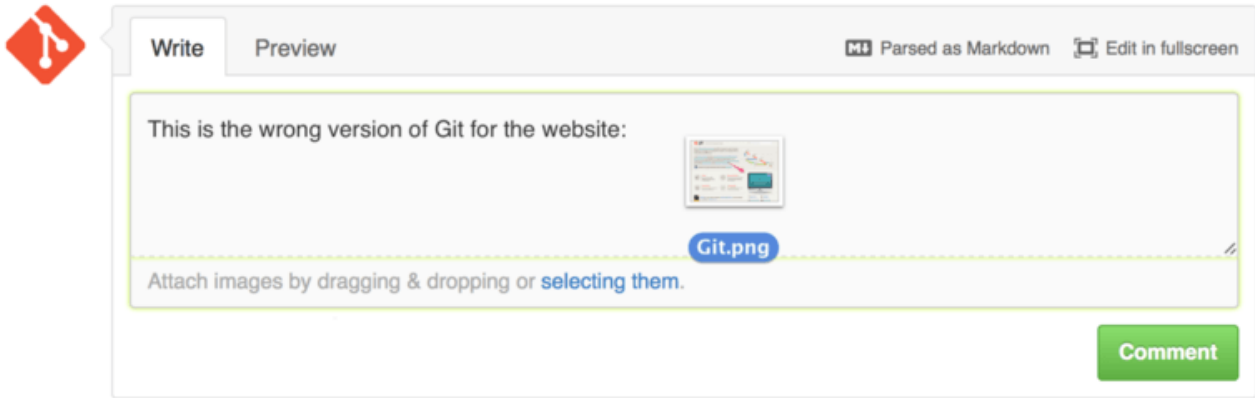 Write
Preview
Parsed as Markdown
Edit in fullscreen
This is the wrong version of Git for the website:
Git.png
Attach images by dragging & dropping or selecting them.
Comment